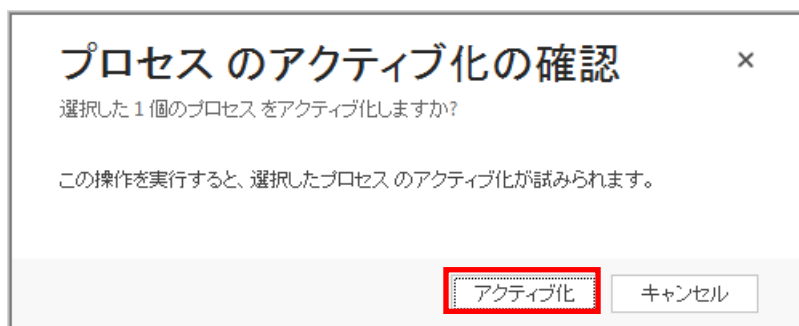 プロセス のアクティブ化の確認
選択した 1 個のプロセス をアクティブ化しますか?
この操作を実行すると、選択したプロセス のアクティブ化が試みられます。
アクティブ化
キャンセル